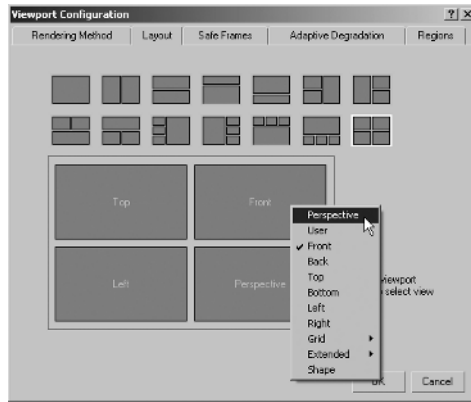 Viewport Configuration
Rendering Method Layout Safe Frames Adaptive Degradation Regions
Top Front
Left Perspective
Perspective
User
Front
Back
Top
Bottom
Left
Right
Grid
Extended
Shape
viewport
select view
OK Cancel